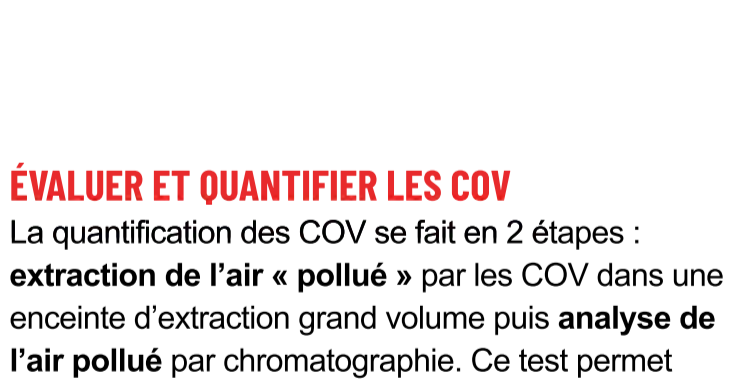 ÉVALUER ET QUANTIFIER LES COV
La quantification des COV se fait en 2 étapes :
extraction de l’air « pollué » par les COV dans une
enceinte d’extraction grand volume puis analyse de
l’air pollué par chromatographie. Ce test permet